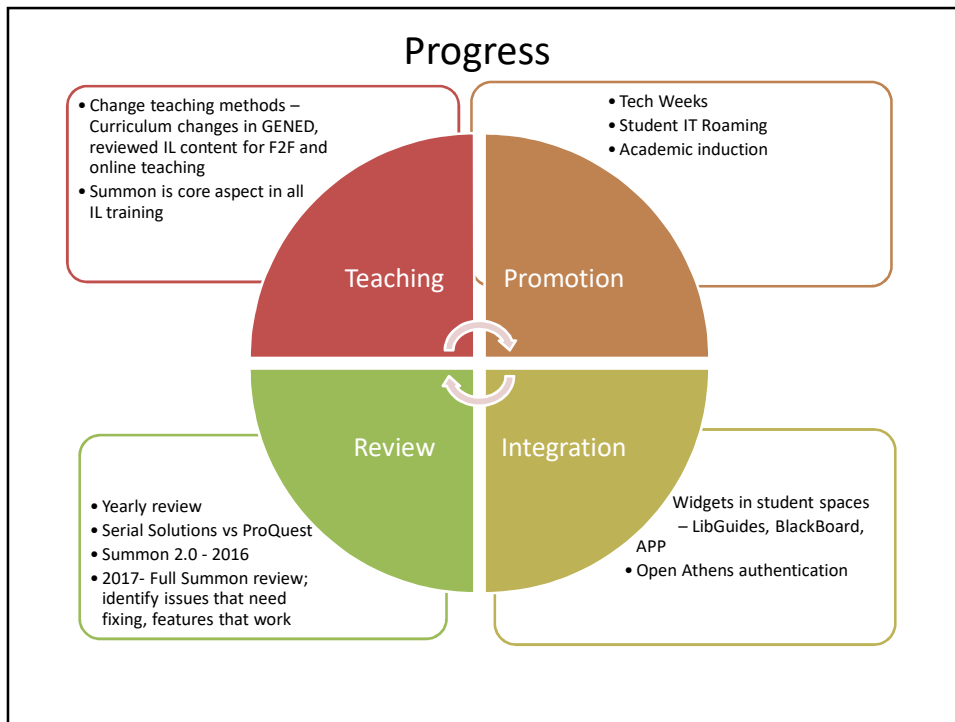 Progress
• Change teaching methods –
Curriculum changes in GENED,
reviewed IL content for F2F and
online teaching
• Summon is core aspect in all
IL training
• Tech Weeks
• Student IT Roaming
• Academic induction
Teaching
Promotion
Review
Integration
• Yearly review
• Serial Solutions vs ProQuest
• Summon 2.0 - 2016
• 2017- Full Summon review;
identify issues that need
fixing, features that work
Widgets in student spaces
– LibGuides, BlackBoard,
APP
• Open Athens authentication